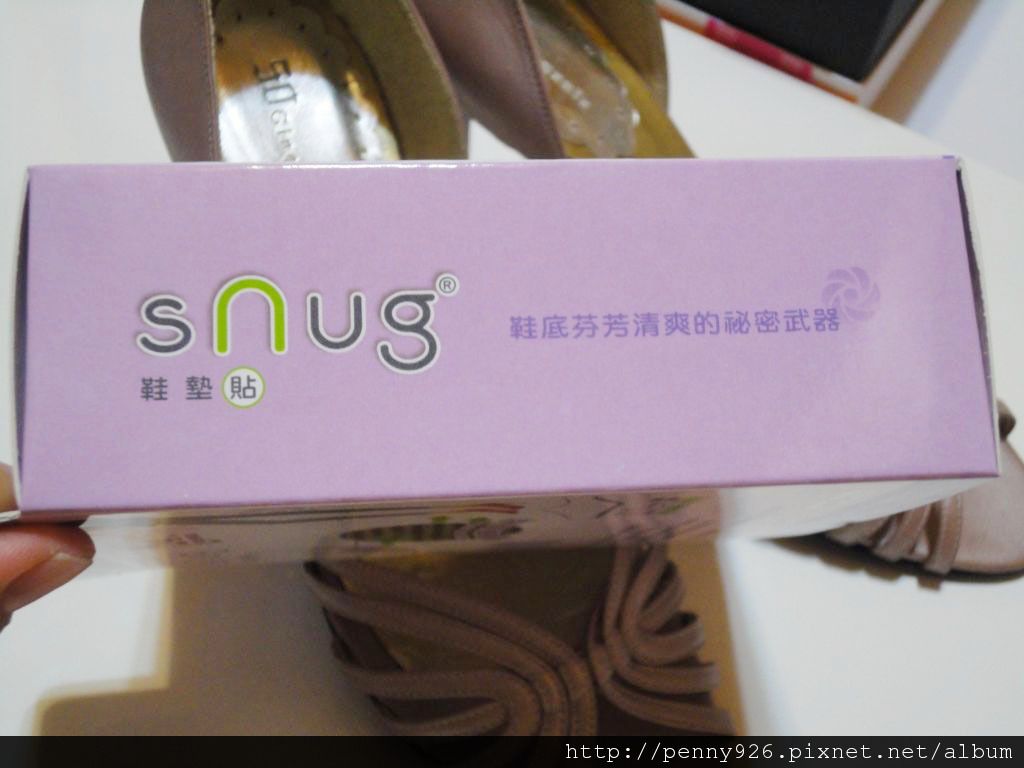 snug®
鞋墊貼
鞋底芬芳清爽的祕密武器
http://penny926.pixnet.net/album